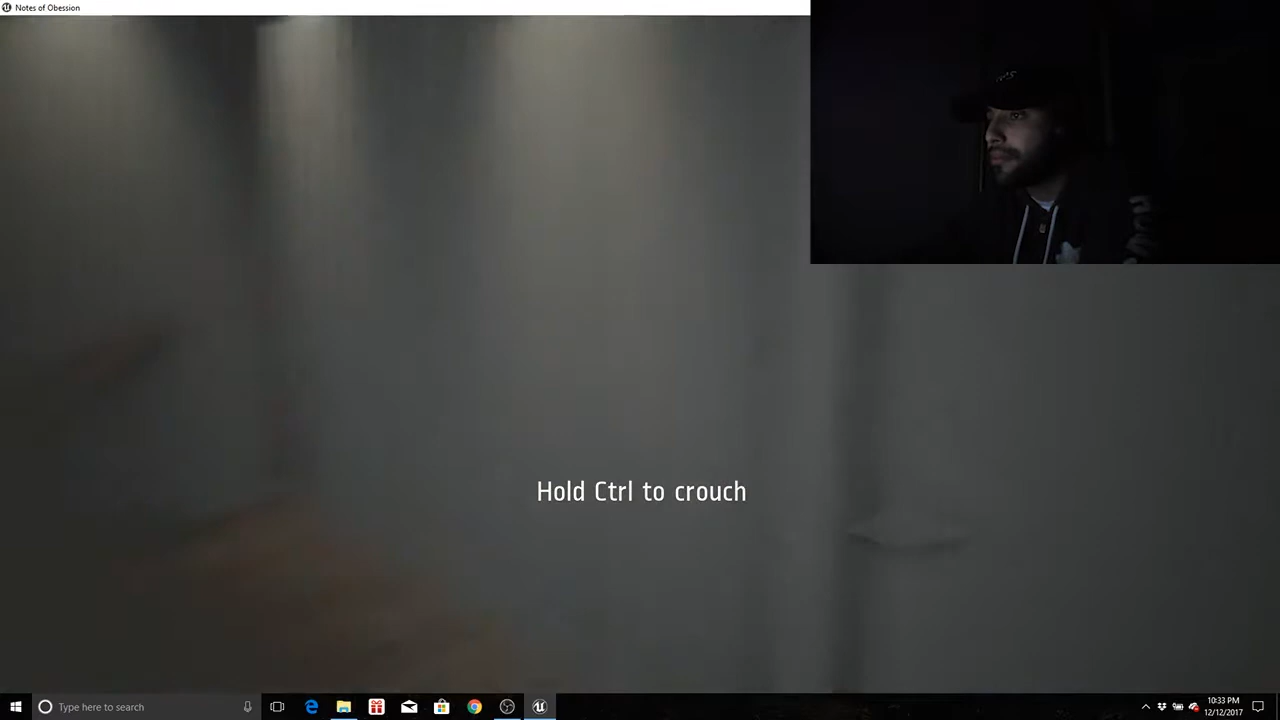 Notes of Obession
Hold Ctrl to crouch
Type here to search
10:33 PM
12/12/2017